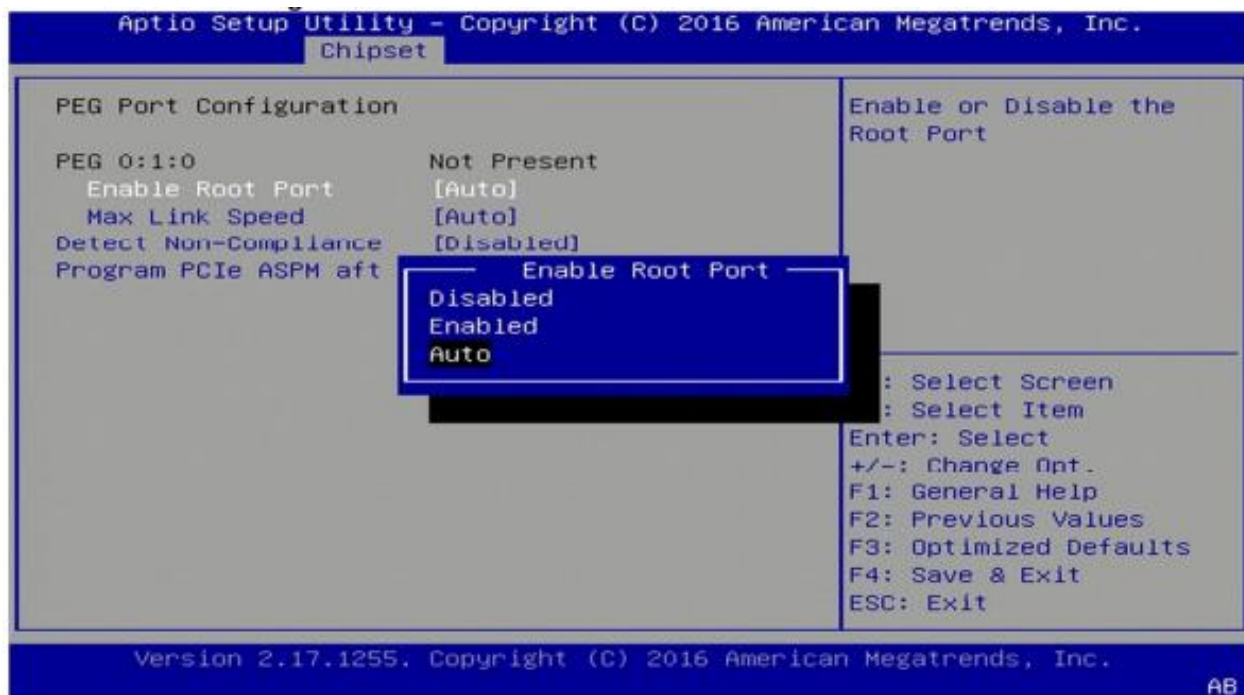 Aptio Setup Utility – Copyright (C) 2016 American Megatrends, Inc.
Chipset
PEG Port Configuration
PEG 0:1:0 Not Present
Enable Root Port [Auto]
Max Link Speed [Auto]
Detect Non-Compliance [Disabled]
Program PCIe ASPM aft
Enable Root Port
Disabled
Enabled
Auto
Enable or Disable the
Root Port
: Select Screen
: Select Item
Enter: Select
+/-: Change Opt.
F1: General Help
F2: Previous Values
F3: Optimized Defaults
F4: Save & Exit
ESC: Exit
Version 2.17.1255. Copyright (C) 2016 American Megatrends, Inc.
AB